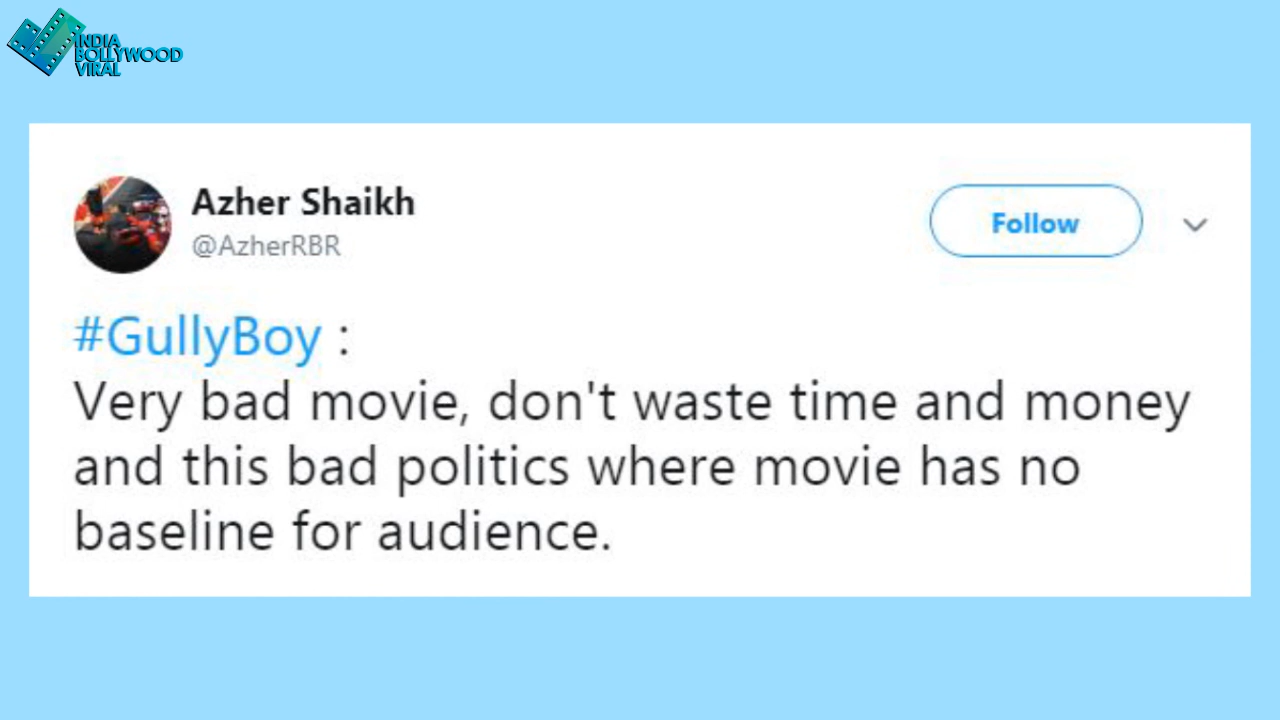 INDIA
BOLLYWOOD
VIRAL
Azher Shaikh
@AzherRBR
Follow
#GullyBoy :
Very bad movie, don't waste time and money
and this bad politics where movie has no
baseline for audience.